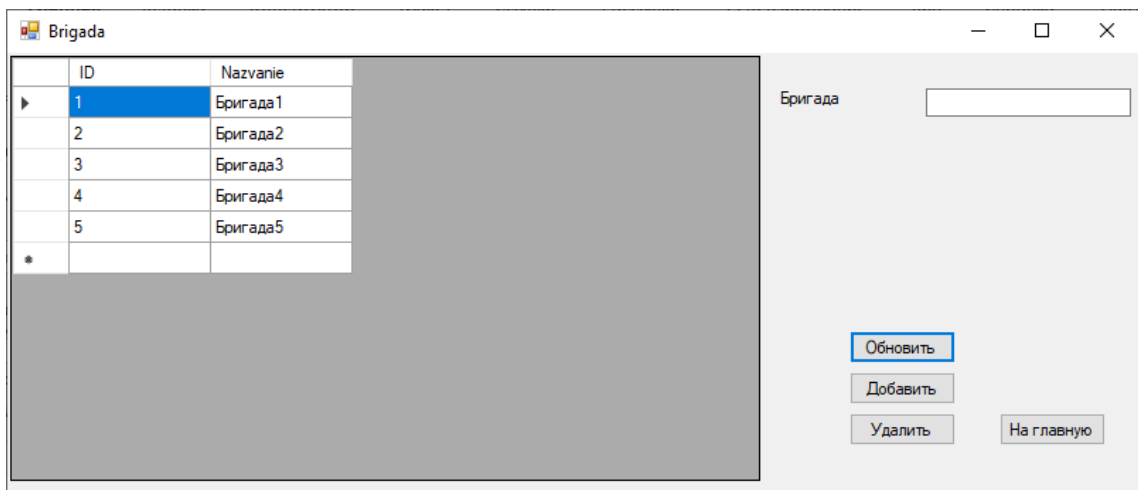 Brigada
ID Nazvanie
1 Бригада1
2 Бригада2
3 Бригада3
4 Бригада4
5 Бригада5
Бригада
Обновить
Добавить
Удалить На главную